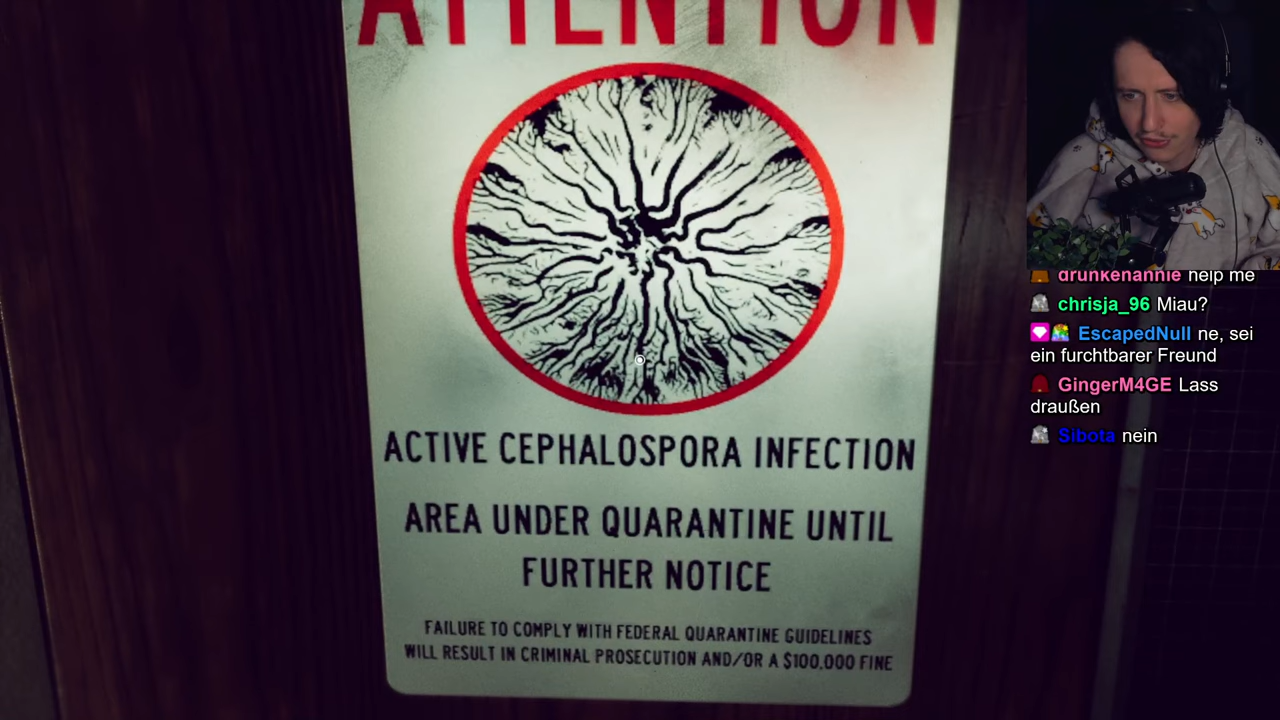 ATTENTION
ACTIVE CEPHALOSPORA INFECTION
AREA UNDER QUARANTINE UNTIL
FURTHER NOTICE
FAILURE TO COMPLY WITH FEDERAL QUARANTINE GUIDELINES
WILL RESULT IN CRIMINAL PROSECUTION AND/OR A $100,000 FINE
drunkenannie help me
chrisja_96 Miau?
EscapedNull ne, sei
ein furchtbarer Freund
GingerM4GE Lass
draußen
Sibota nein